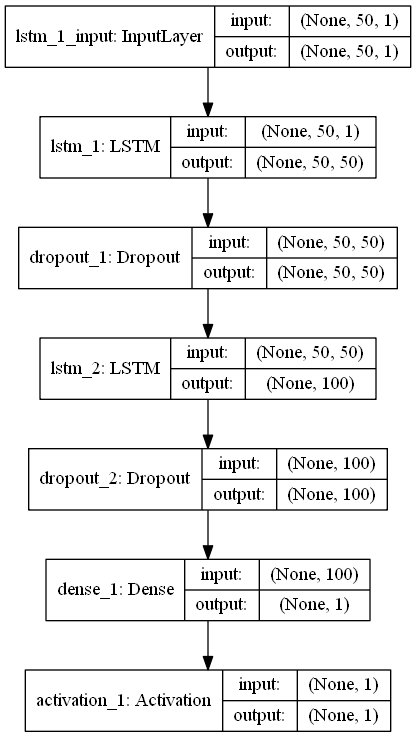 lstm_1_input: InputLayer
input:
(None, 50, 1)
output:
(None, 50, 1)
lstm_1: LSTM
input:
(None, 50, 1)
output:
(None, 50, 50)
dropout_1: Dropout
input:
(None, 50, 50)
output:
(None, 50, 50)
lstm_2: LSTM
input:
(None, 50, 50)
output:
(None, 100)
dropout_2: Dropout
input:
(None, 100)
output:
(None, 100)
dense_1: Dense
input:
(None, 100)
output:
(None, 1)
activation_1: Activation
input:
(None, 1)
output:
(None, 1)